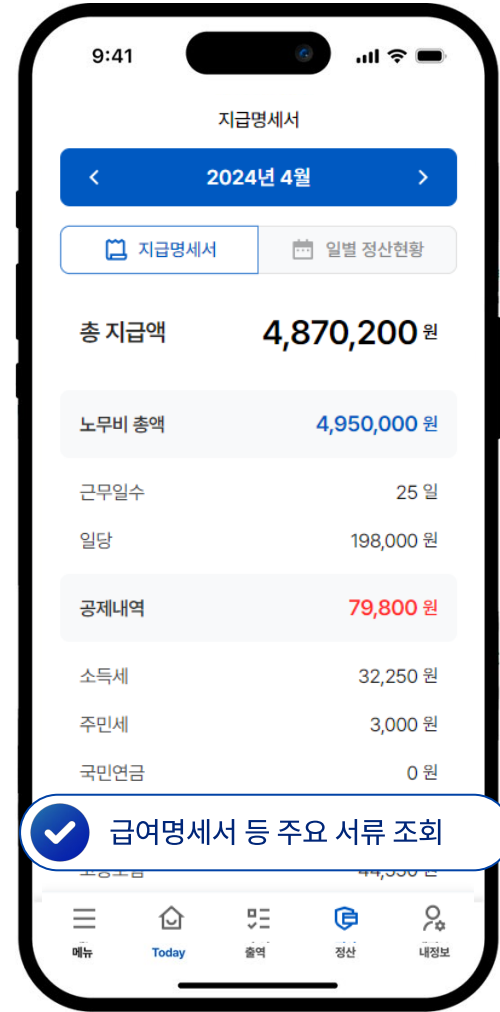 9:41
지급명세서
2024년 4월
지급명세서 일별 정산현황
총 지급액 4,870,200 원
노무비 총액 4,950,000 원
근무일수 25 일
일당 198,000 원
공제내역 79,800 원
소득세 32,250 원
주민세 3,000 원
국민연금 0 원
급여명세서 등 주요 서류 조회
메뉴 Today 출역 정산 내정보